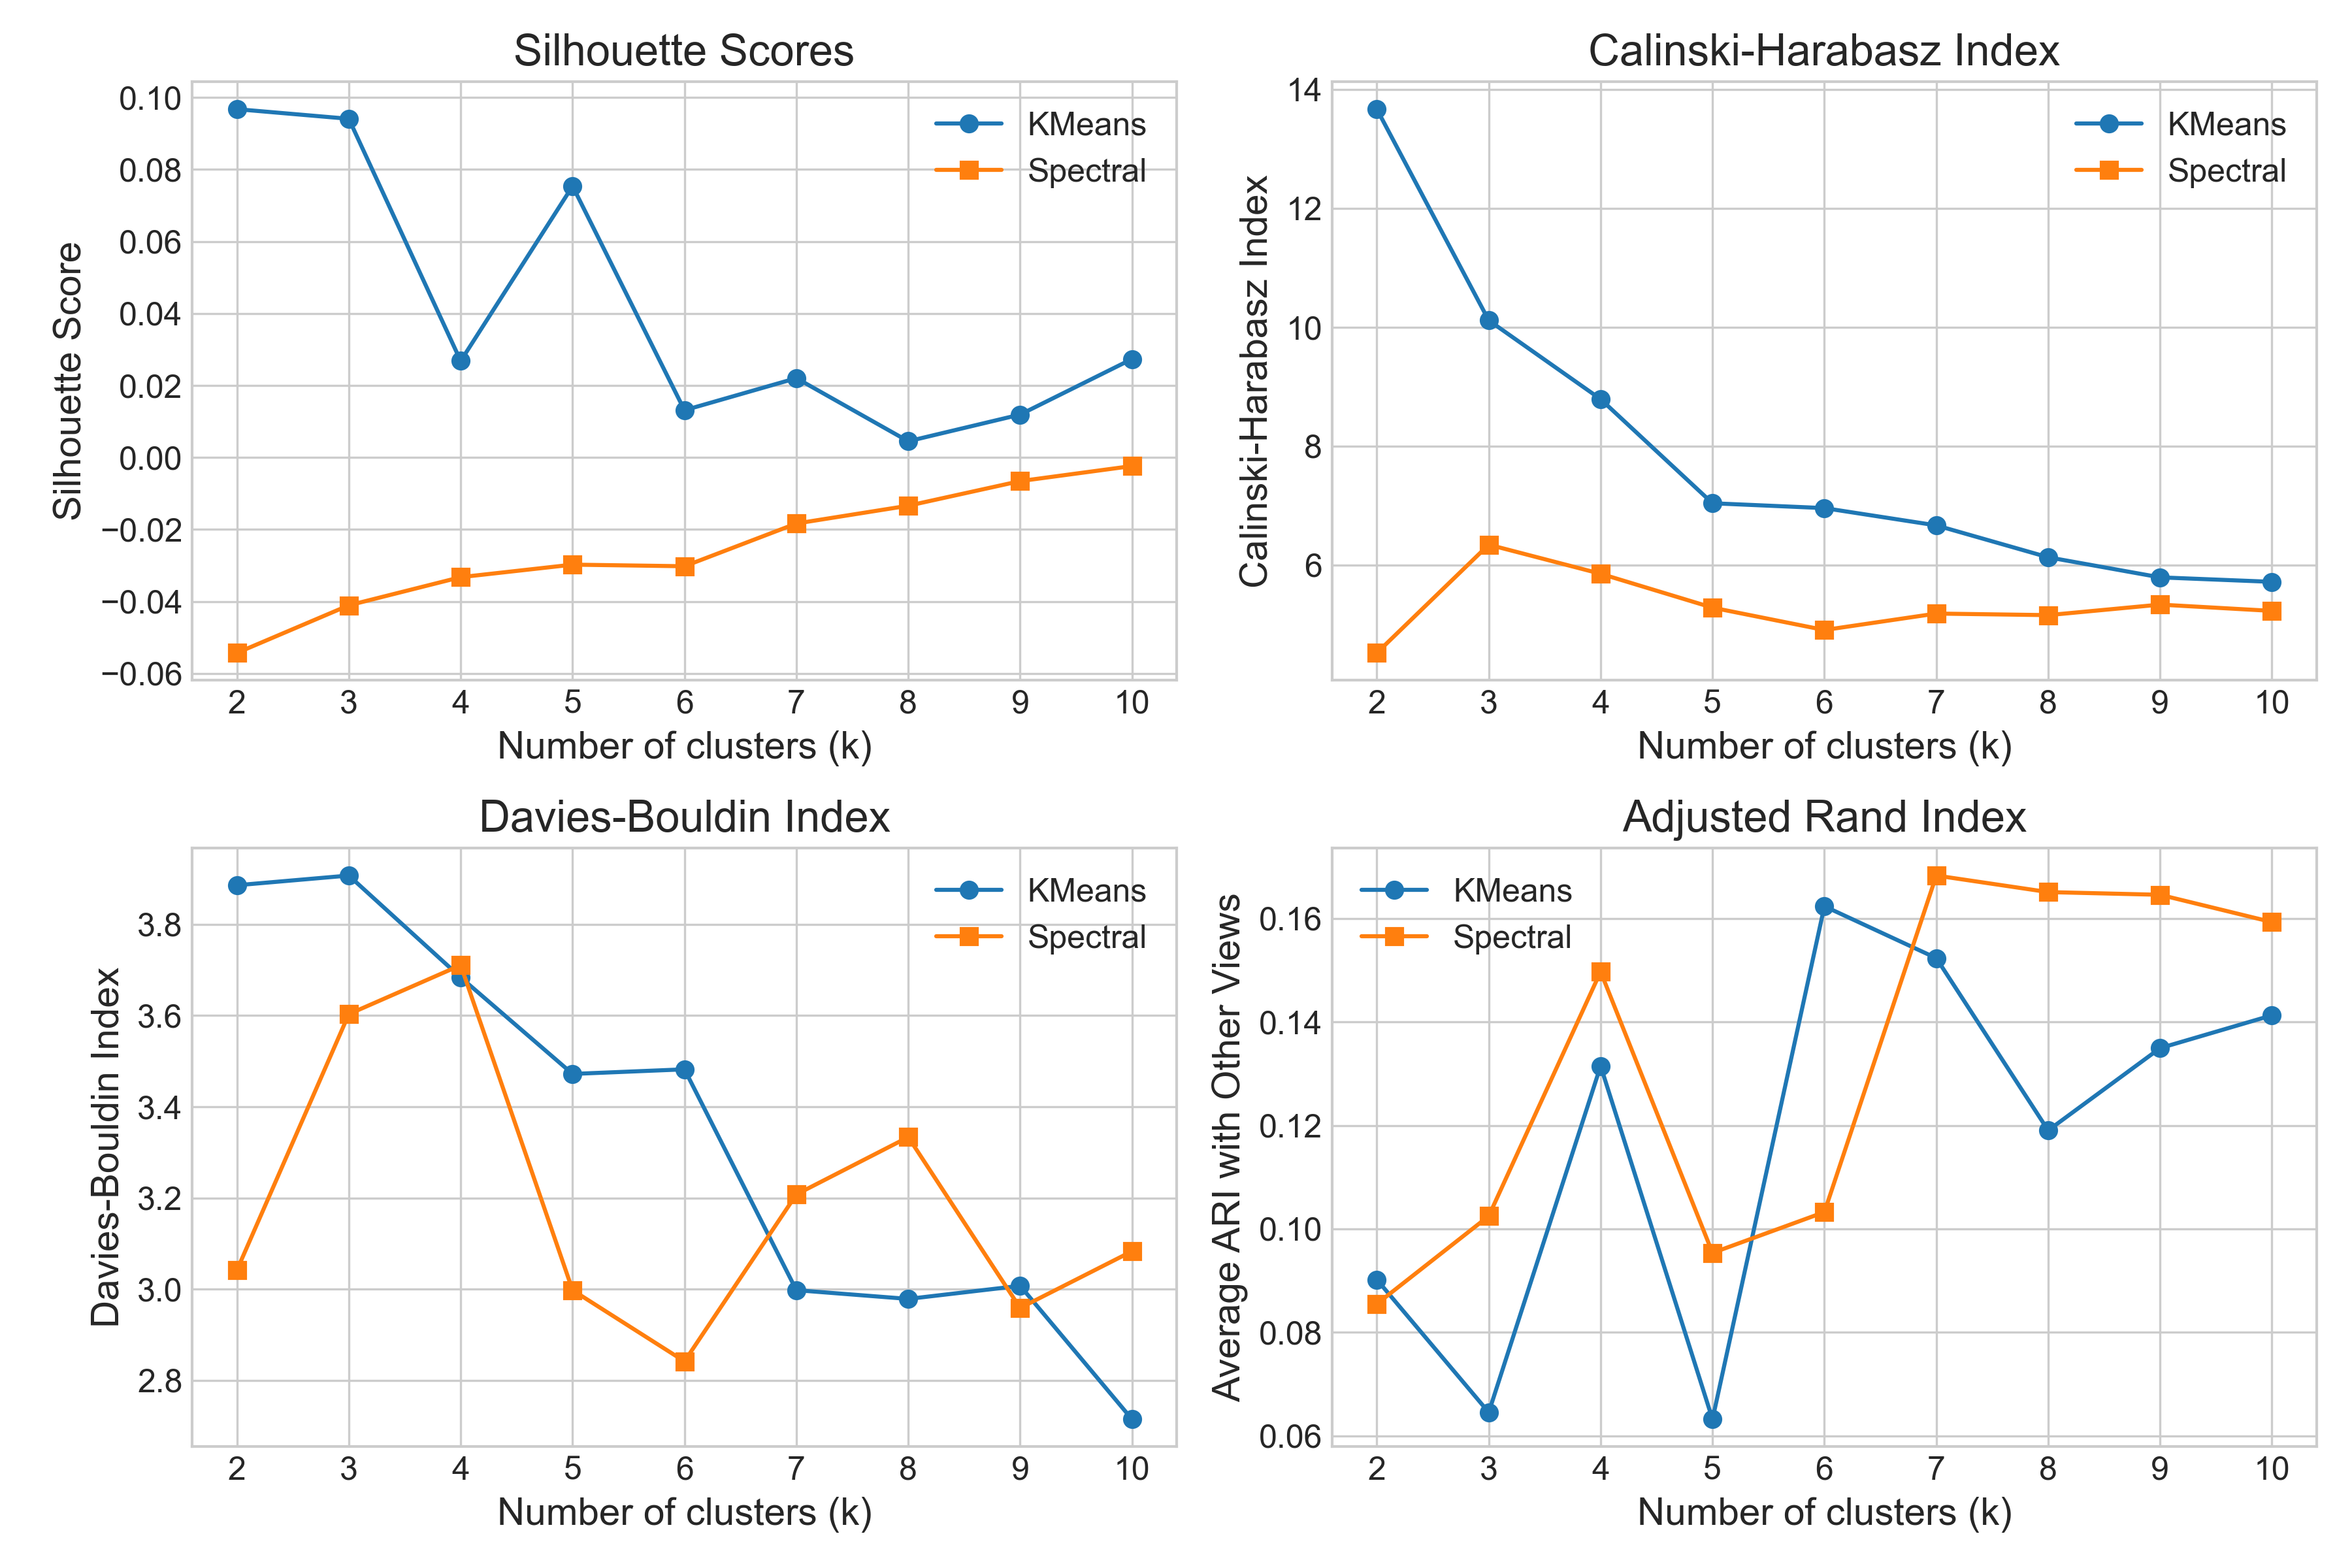 Silhouette Scores
Silhouette Score
0.10
0.08
0.06
0.04
0.02
0.00
−0.02
−0.04
−0.06
KMeans
Spectral
2 3 4 5 6 7 8 9 10
Number of clusters (k)
Calinski-Harabasz Index
Calinski-Harabasz Index
14
12
10
8
6
KMeans
Spectral
2 3 4 5 6 7 8 9 10
Number of clusters (k)
Davies-Bouldin Index
Davies-Bouldin Index
3.8
3.6
3.4
3.2
3.0
2.8
KMeans
Spectral
2 3 4 5 6 7 8 9 10
Number of clusters (k)
Adjusted Rand Index
Average ARI with Other Views
0.16
0.14
0.12
0.10
0.08
0.06
KMeans
Spectral
2 3 4 5 6 7 8 9 10
Number of clusters (k)